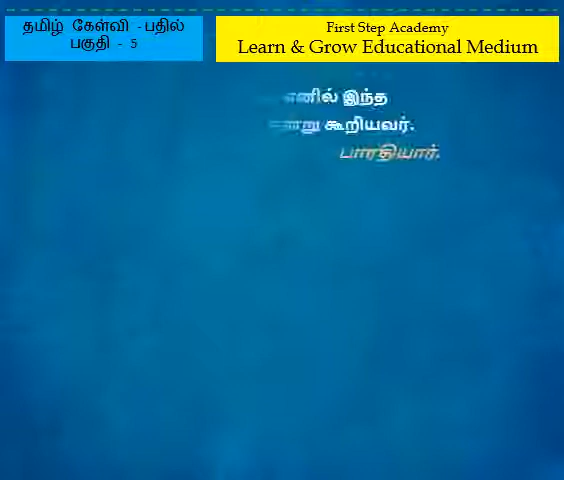 தமிழ் கேள்வி - பதில்
பகுதி - 5
First Step Academy
Learn & Grow Educational Medium
எனில் இந்த
கூறியவர்.
பாரதியார்.